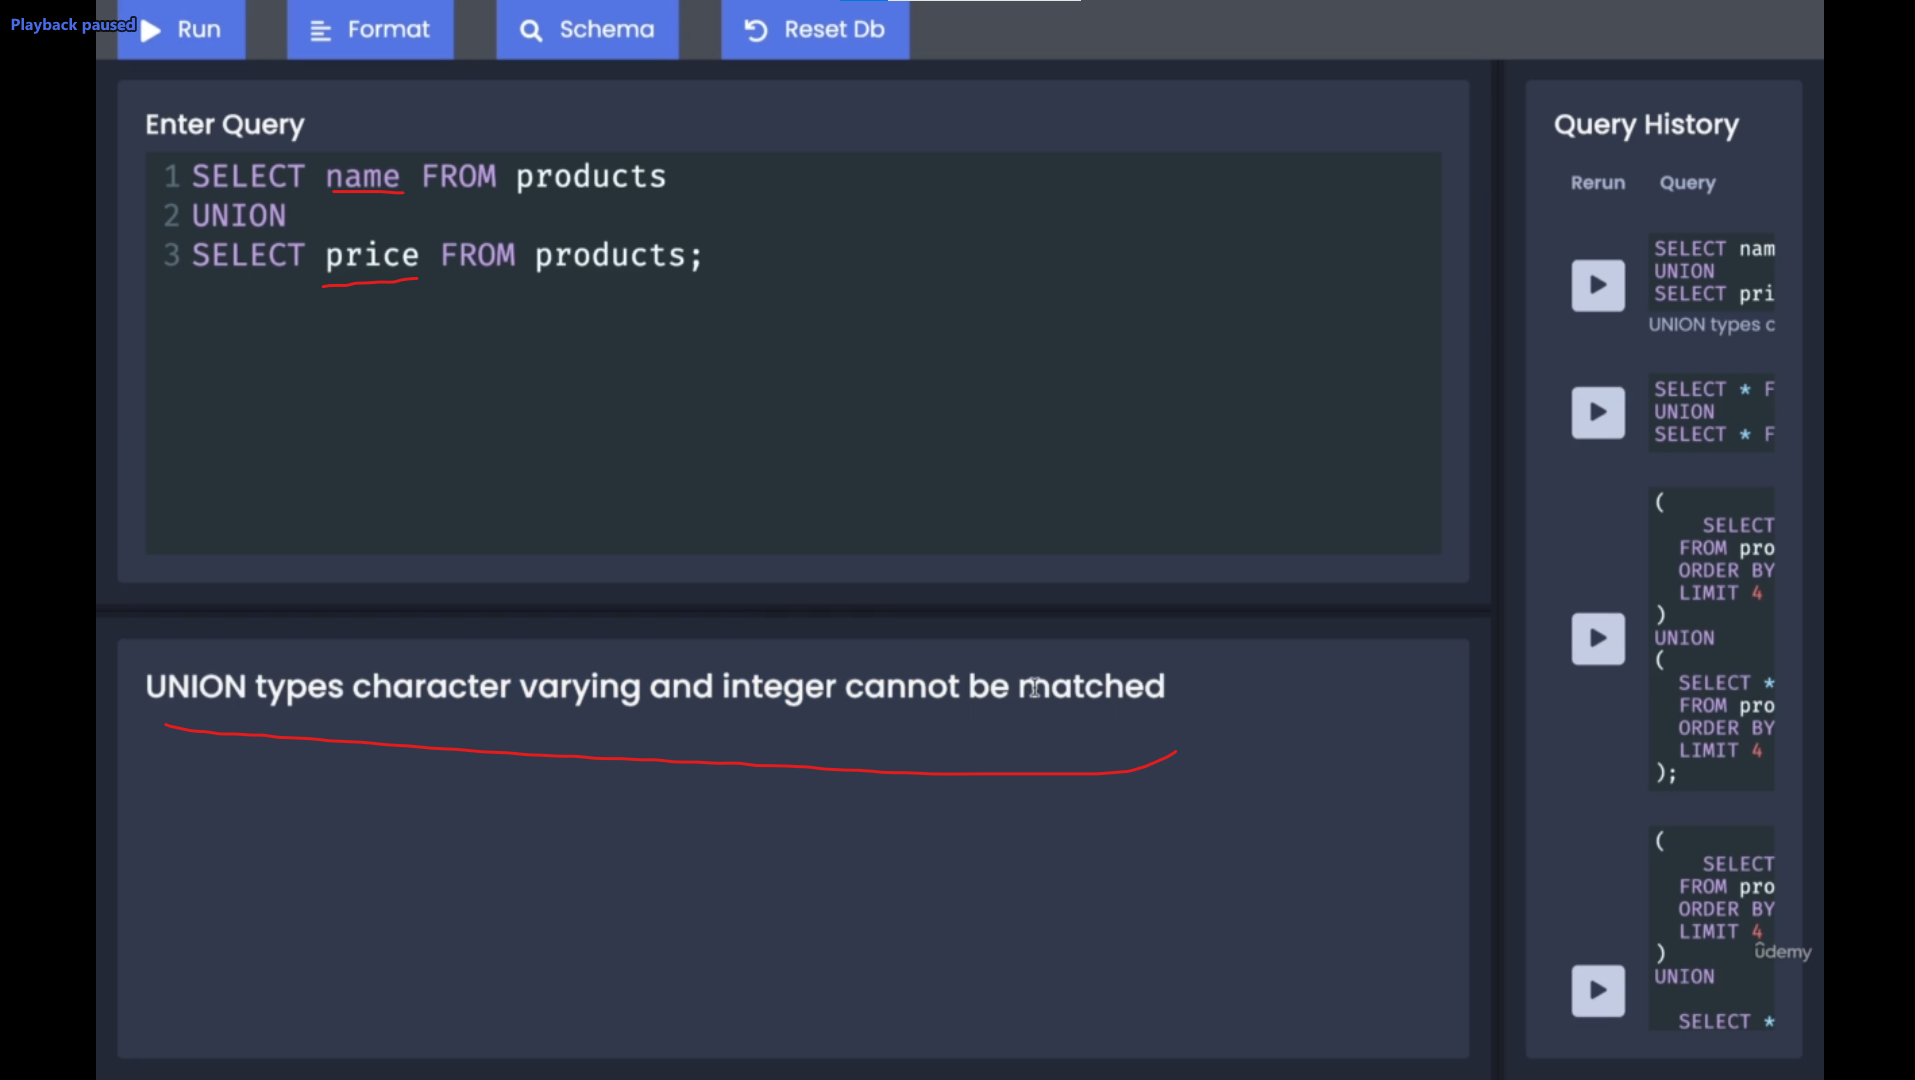 Playback paused
Run
Format
Schema
Reset Db
Enter Query
1 SELECT name FROM products
2 UNION
3 SELECT price FROM products;
UNION types character varying and integer cannot be matched
Query History
Rerun Query
SELECT nam
UNION
SELECT pri
UNION types c
SELECT * F
UNION
SELECT * F
(
SELECT
FROM pro
ORDER BY
LIMIT 4
)
UNION
(
SELECT *
FROM pro
ORDER BY
LIMIT 4
);
(
SELECT
FROM pro
ORDER BY
LIMIT 4
)
UNION
SELECT *
ûdemy